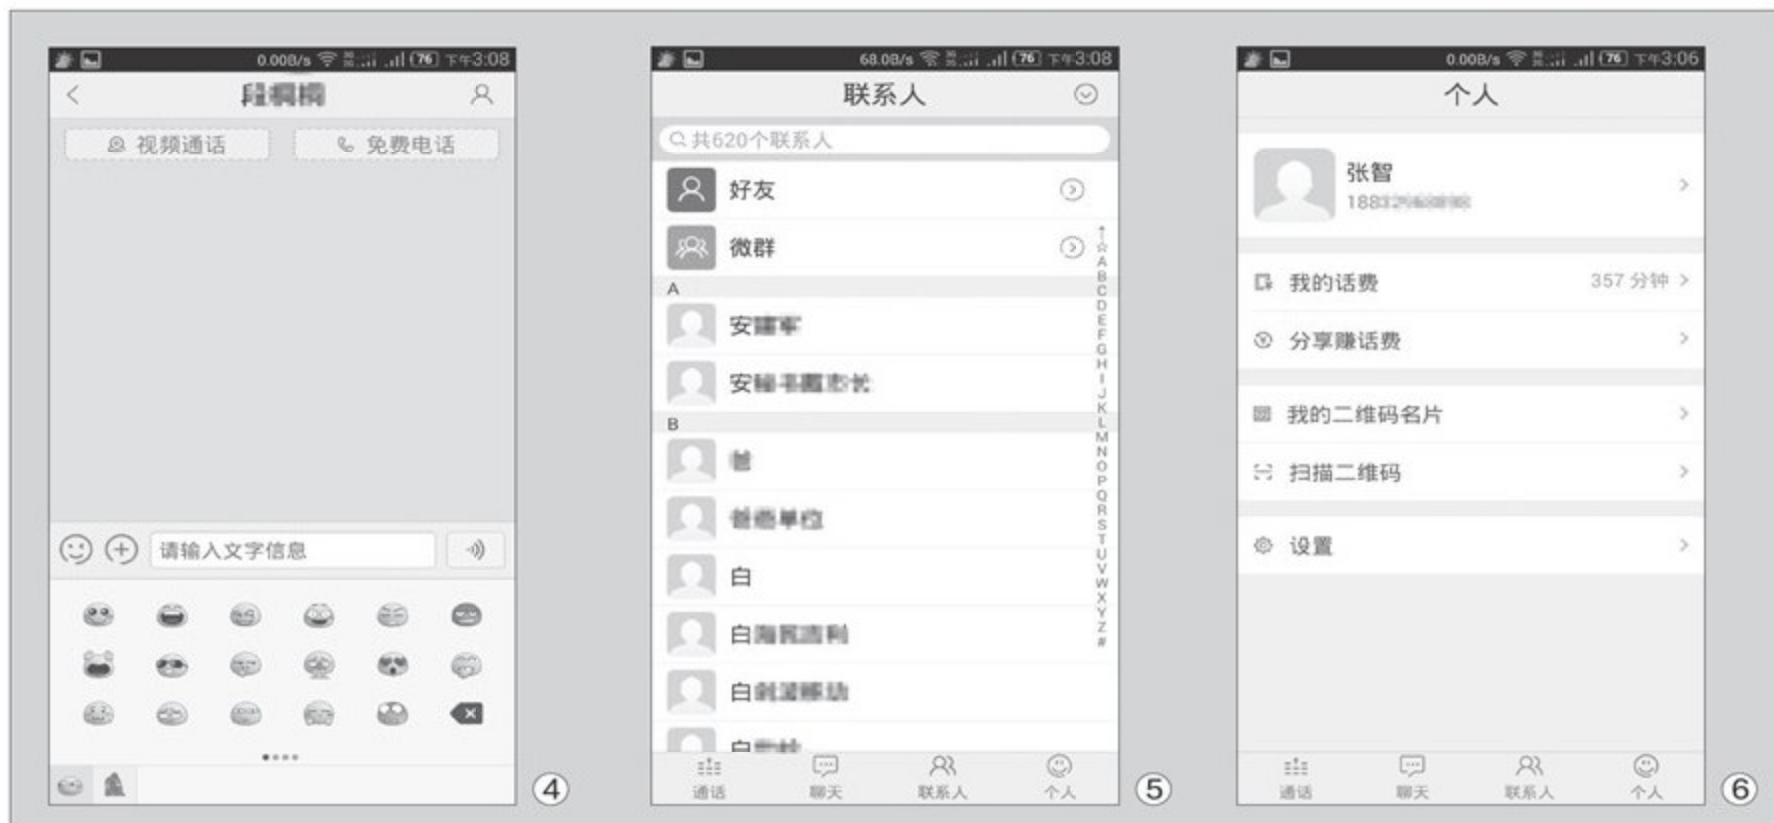 0.00B/s 76 下午3:08
视频通话 免费电话
请输入文字信息
④
68.0B/s 76 下午3:08
联系人
共620个联系人
好友
微群
A
安
安
B
白
白
白
白
↑
☆
A
B
C
D
E
F
G
H
I
J
K
L
M
N
O
P
Q
R
S
T
U
V
W
X
Y
Z
#
通话 聊天 联系人 个人
⑤
0.00B/s 76 下午3:06
个人
张智
188
我的话费 357 分钟
分享赚话费
我的二维码名片
扫描二维码
设置
通话 聊天 联系人 个人
⑥